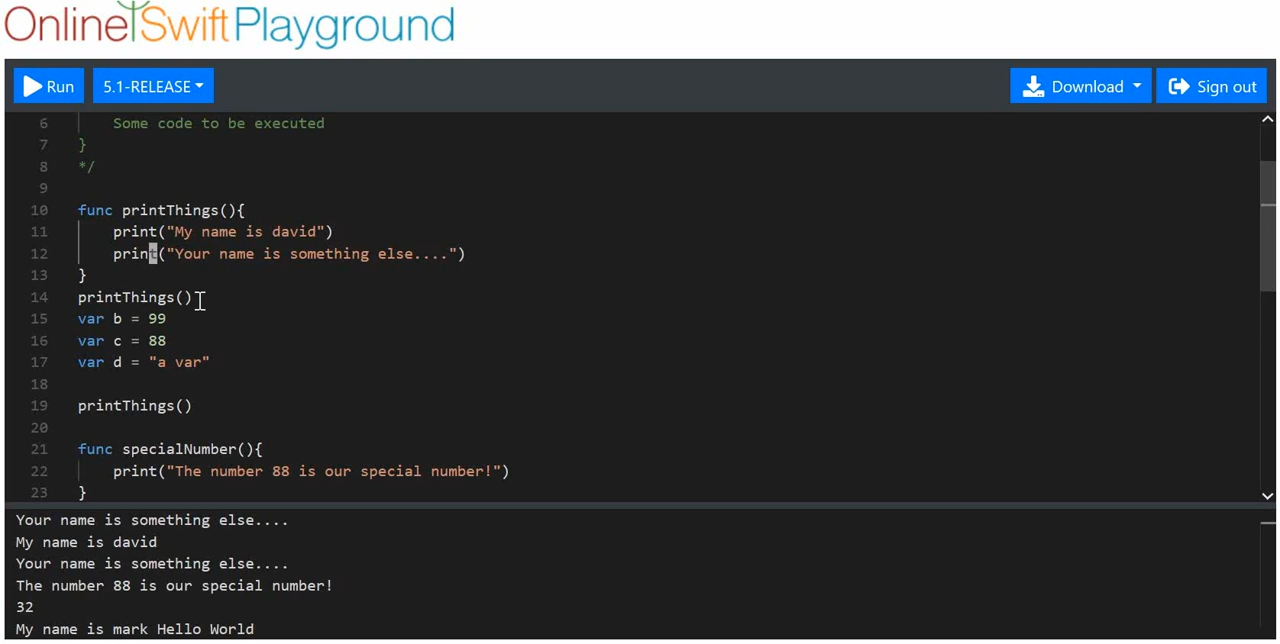 Online Swift Playground
Run 5.1-RELEASE Download Sign out
6 Some code to be executed
7 }
8 */
9
10 func printThings(){
11 print("My name is david")
12 print("Your name is something else....")
13 }
14 printThings()
15 var b = 99
16 var c = 88
17 var d = "a var"
18
19 printThings()
20
21 func specialNumber(){
22 print("The number 88 is our special number!")
23 }
Your name is something else....
My name is david
Your name is something else....
The number 88 is our special number!
32
My name is mark Hello World